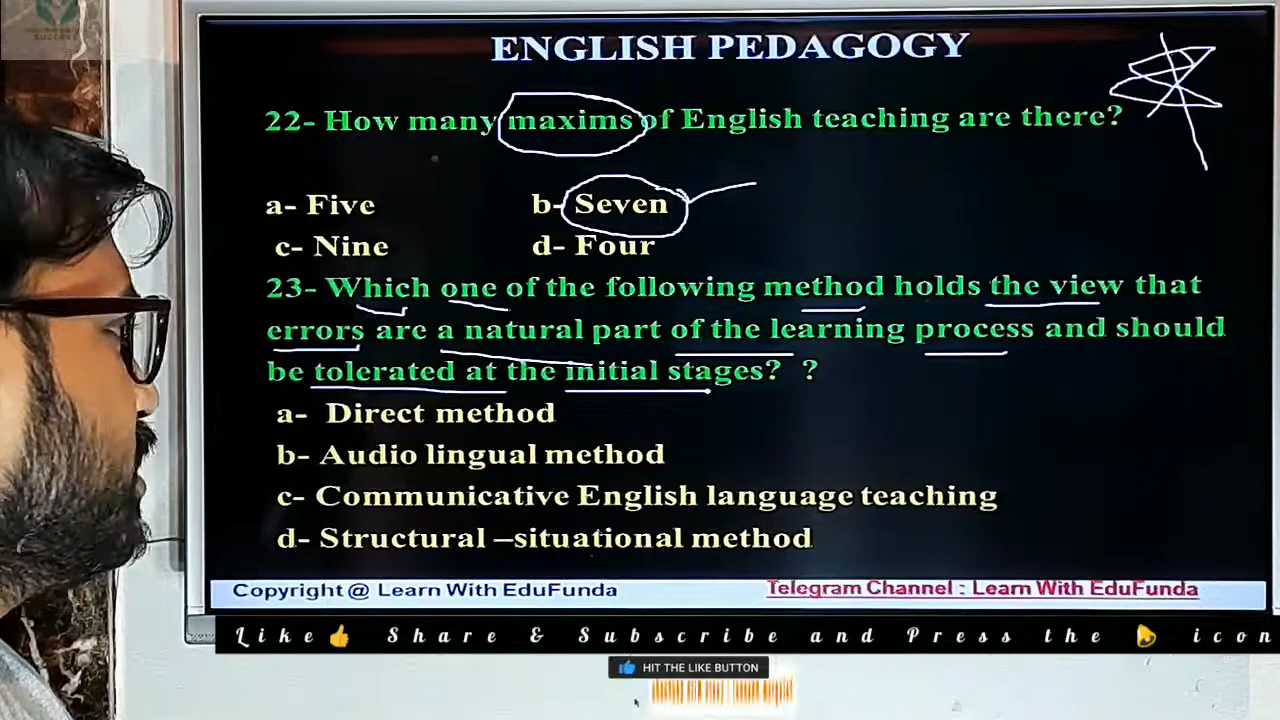 SUCCESS
ENGLISH PEDAGOGY
22- How many maxims of English teaching are there?
a- Five b- Seven
c- Nine d- Four
23- Which one of the following method holds the view that
errors are a natural part of the learning process and should
be tolerated at the initial stages? ?
a- Direct method
b- Audio lingual method
c- Communicative English language teaching
d- Structural –situational method
Copyright @ Learn With EduFunda Telegram Channel : Learn With EduFunda
Like👍 Share & Subscribe and Press the 🔔 icon
HIT THE LIKE BUTTON